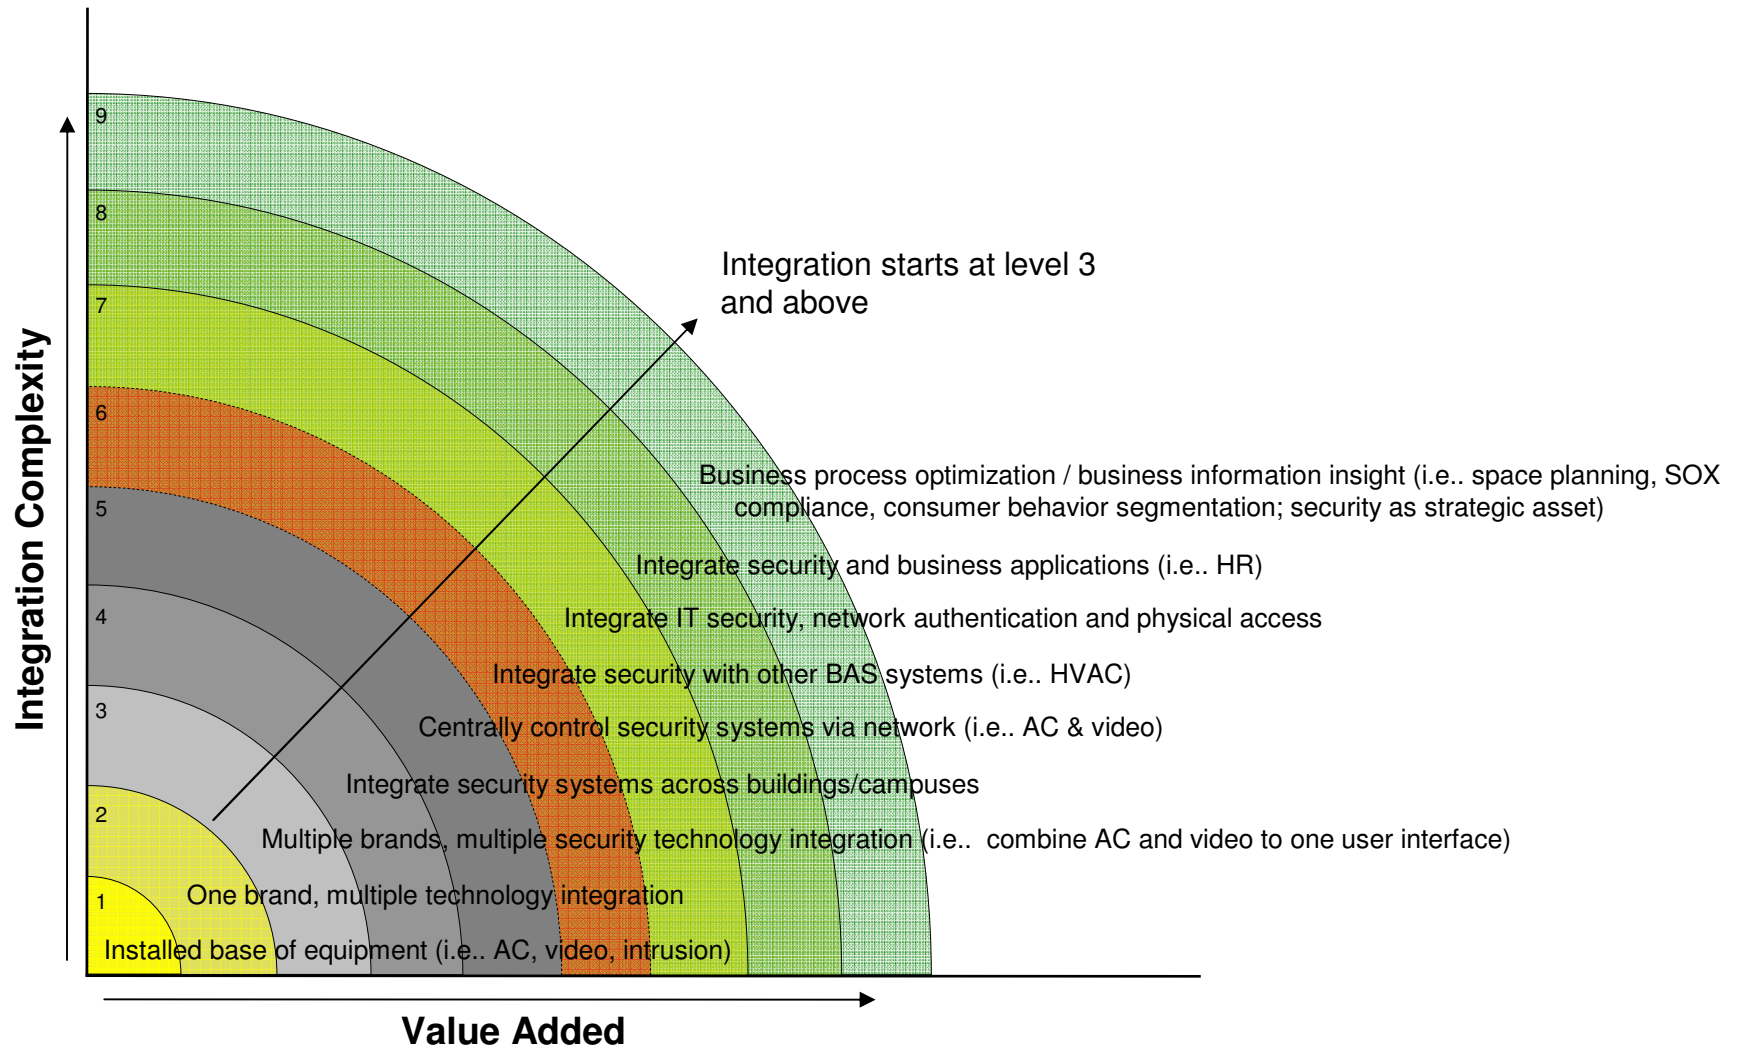 9
8
7
6
5
4
3
2
1
Integration Complexity
Integration starts at level 3
and above
Business process optimization / business information insight (i.e.. space planning, SOX
compliance, consumer behavior segmentation; security as strategic asset)
Integrate security and business applications (i.e.. HR)
Integrate IT security, network authentication and physical access
Integrate security with other BAS systems (i.e.. HVAC)
Centrally control security systems via network (i.e.. AC & video)
Integrate security systems across buildings/campuses
Multiple brands, multiple security technology integration (i.e..  combine AC and video to one user interface)
One brand, multiple technology integration
Installed base of equipment (i.e.. AC, video, intrusion)
Value Added